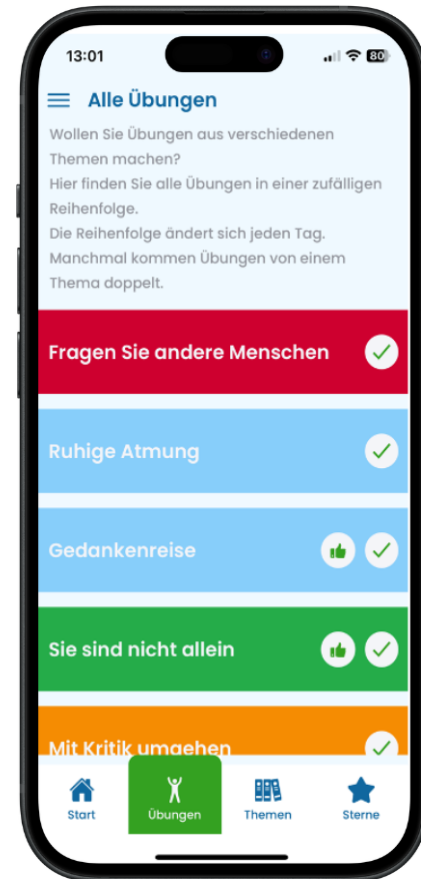 13:01
80
Alle Übungen
Wollen Sie Übungen aus verschiedenen
Themen machen?
Hier finden Sie alle Übungen in einer zufälligen
Reihenfolge.
Die Reihenfolge ändert sich jeden Tag.
Manchmal kommen Übungen von einem
Thema doppelt.
Fragen Sie andere Menschen
Ruhige Atmung
Gedankenreise
Sie sind nicht allein
Mit Kritik umgehen
Start
Übungen
Themen
Sterne